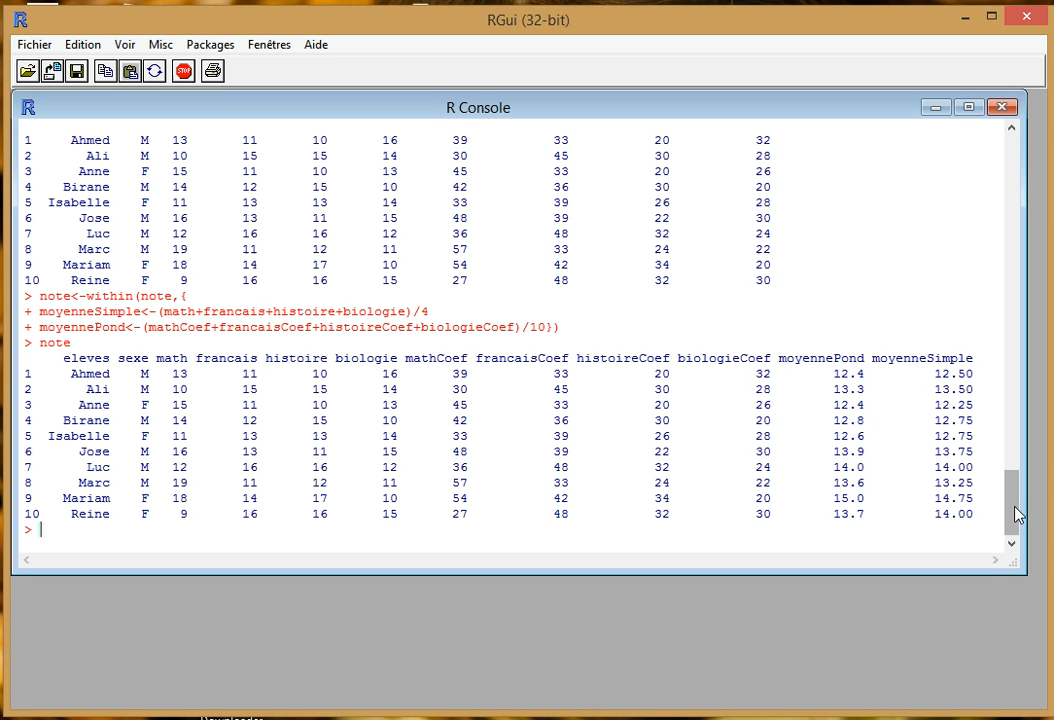 RGui (32-bit)
Fichier Edition Voir Misc Packages Fenêtres Aide
STOP
R Console
1 Ahmed M 13 11 10 16 39 33 20 32
2 Ali M 10 15 15 14 30 45 30 28
3 Anne F 15 11 10 13 45 33 20 26
4 Birane M 14 12 15 10 42 36 30 20
5 Isabelle F 11 13 13 14 33 39 26 28
6 Jose M 16 13 11 15 48 39 22 30
7 Luc M 12 16 16 12 36 48 32 24
8 Marc M 19 11 12 11 57 33 24 22
9 Mariam F 18 14 17 10 54 42 34 20
10 Reine F 9 16 16 15 27 48 32 30
> note<-within(note,{
+ moyenneSimple<-(math+francais+histoire+biologie)/4
+ moyennePond<-(mathCoef+francaisCoef+histoireCoef+biologieCoef)/10})
> note
eleves sexe math francais histoire biologie mathCoef francaisCoef histoireCoef biologieCoef moyennePond moyenneSimple
1 Ahmed M 13 11 10 16 39 33 20 32 12.4 12.50
2 Ali M 10 15 15 14 30 45 30 28 13.3 13.50
3 Anne F 15 11 10 13 45 33 20 26 12.4 12.25
4 Birane M 14 12 15 10 42 36 30 20 12.8 12.75
5 Isabelle F 11 13 13 14 33 39 26 28 12.6 12.75
6 Jose M 16 13 11 15 48 39 22 30 13.9 13.75
7 Luc M 12 16 16 12 36 48 32 24 14.0 14.00
8 Marc M 19 11 12 11 57 33 24 22 13.6 13.25
9 Mariam F 18 14 17 10 54 42 34 20 15.0 14.75
10 Reine F 9 16 16 15 27 48 32 30 13.7 14.00
>